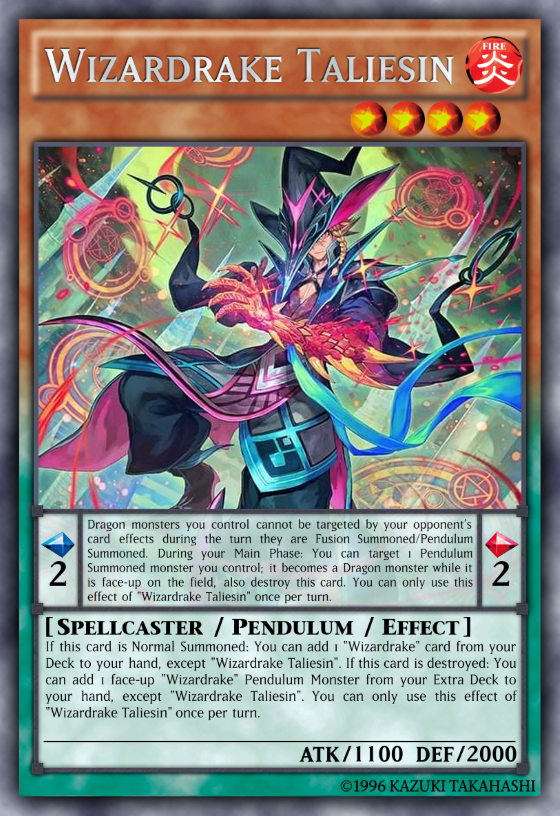 WIZARDRAKE TALIESIN
FIRE
炎
Dragon monsters you control cannot be targeted by your opponent's
card effects during the turn they are Fusion Summoned/Pendulum
Summoned. During your Main Phase: You can target 1 Pendulum
Summoned monster you control; it becomes a Dragon monster while it
is face-up on the field, also destroy this card. You can only use this
effect of "Wizardrake Taliesin" once per turn.
2
2
[ SPELLCASTER / PENDULUM / EFFECT ]
If this card is Normal Summoned: You can add 1 "Wizardrake" card from your
Deck to your hand, except "Wizardrake Taliesin". If this card is destroyed: You
can add 1 face-up "Wizardrake" Pendulum Monster from your Extra Deck to
your hand, except "Wizardrake Taliesin". You can only use this effect of
"Wizardrake Taliesin" once per turn.
ATK/1100 DEF/2000
©1996 KAZUKI TAKAHASHI